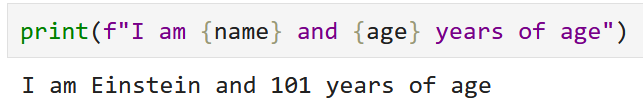 print(f"I am {name} and {age} years of age")
I am Einstein and 101 years of age